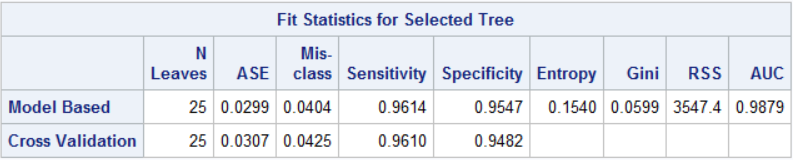 Fit Statistics for Selected Tree
N Leaves ASE Mis-class Sensitivity Specificity Entropy Gini RSS AUC
Model Based 25 0.0299 0.0404 0.9614 0.9547 0.1540 0.0599 3547.4 0.9879
Cross Validation 25 0.0307 0.0425 0.9610 0.9482